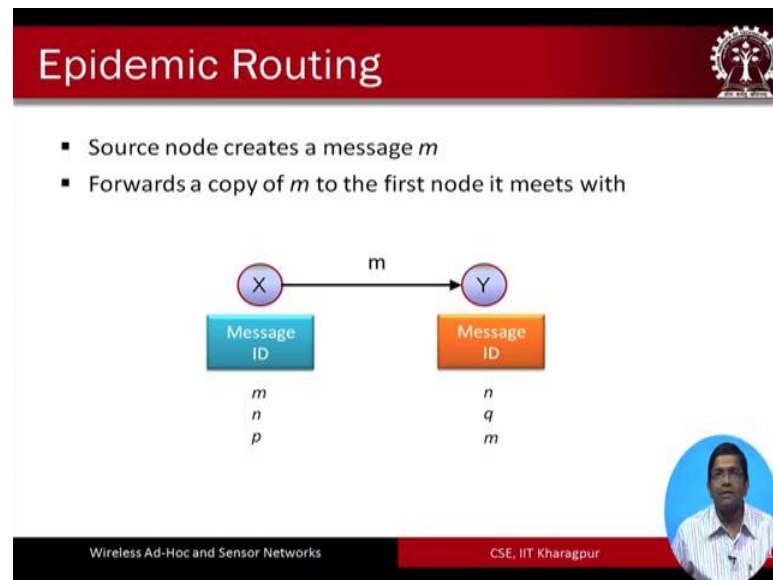 Epidemic Routing
▪ Source node creates a message m
▪ Forwards a copy of m to the first node it meets with
m
X
Y
Message
ID
m
n
p
Message
ID
n
q
m
Wireless Ad-Hoc and Sensor Networks
CSE, IIT Kharagpur